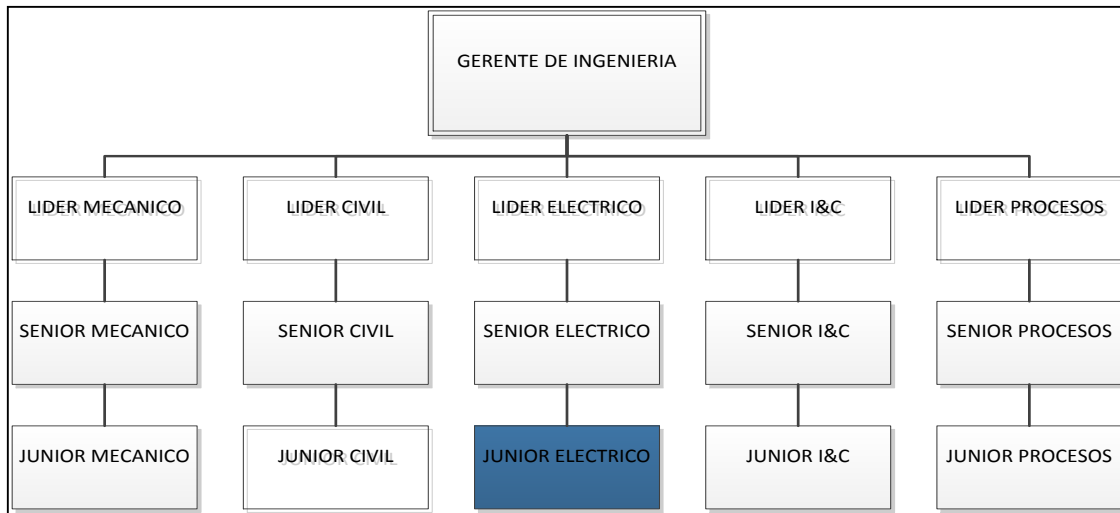 GERENTE DE INGENIERIA
LIDER MECANICO
LIDER CIVIL
LIDER ELECTRICO
LIDER I&C
LIDER PROCESOS
SENIOR MECANICO
SENIOR CIVIL
SENIOR ELECTRICO
SENIOR I&C
SENIOR PROCESOS
JUNIOR MECANICO
JUNIOR CIVIL
JUNIOR ELECTRICO
JUNIOR I&C
JUNIOR PROCESOS